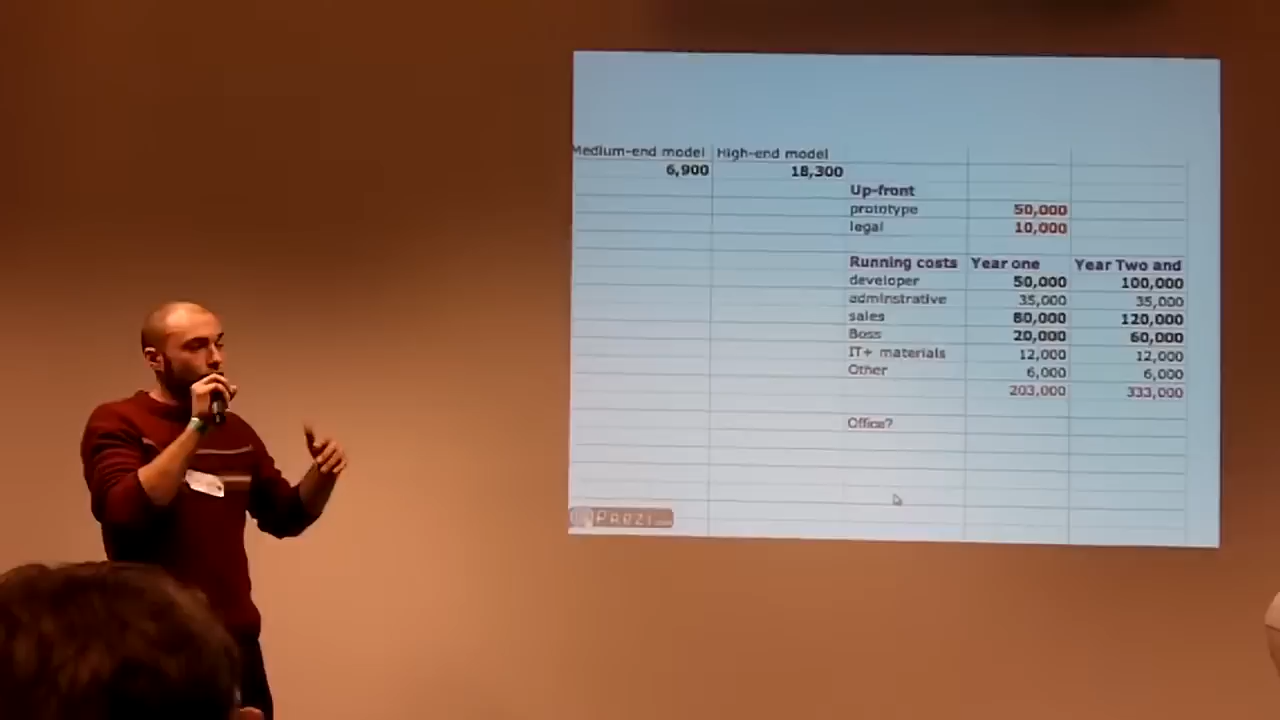 Medium-end model High-end model
6,900 18,300
Up-front
prototype 50,000
legal 10,000
Running costs Year one Year Two and
developer 50,000 100,000
adminstrative 35,000 35,000
sales 80,000 120,000
Boss 20,000 60,000
IT+ materials 12,000 12,000
Other 6,000 6,000
203,000 333,000
Office?
Prezi.com